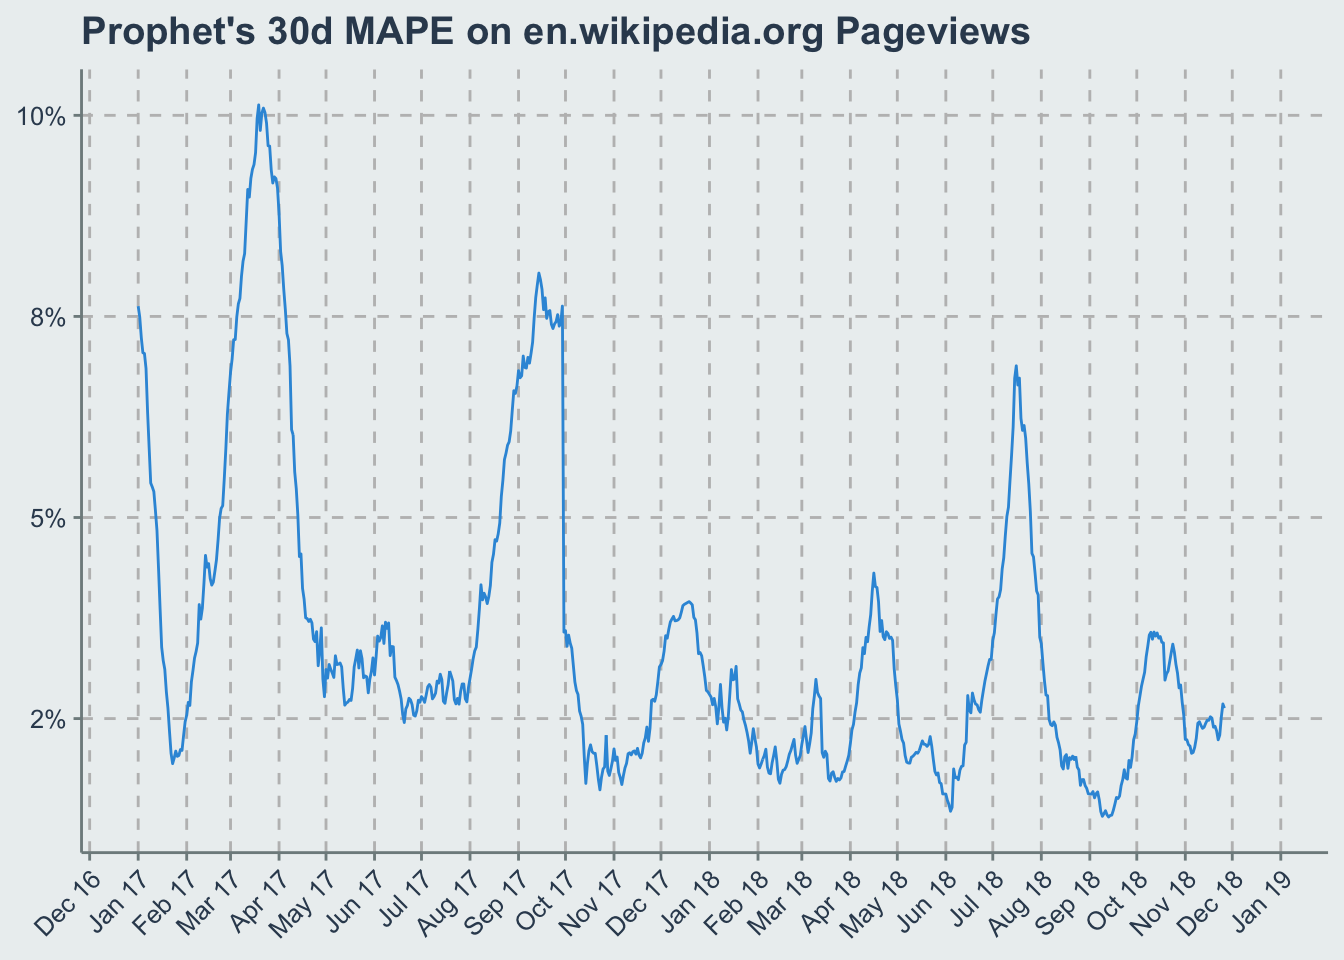 Prophet's 30d MAPE on en.wikipedia.org Pageviews
10%
8%
5%
2%
Dec 16
Jan 17
Feb 17
Mar 17
Apr 17
May 17
Jun 17
Jul 17
Aug 17
Sep 17
Oct 17
Nov 17
Dec 17
Jan 18
Feb 18
Mar 18
Apr 18
May 18
Jun 18
Jul 18
Aug 18
Sep 18
Oct 18
Nov 18
Dec 18
Jan 19